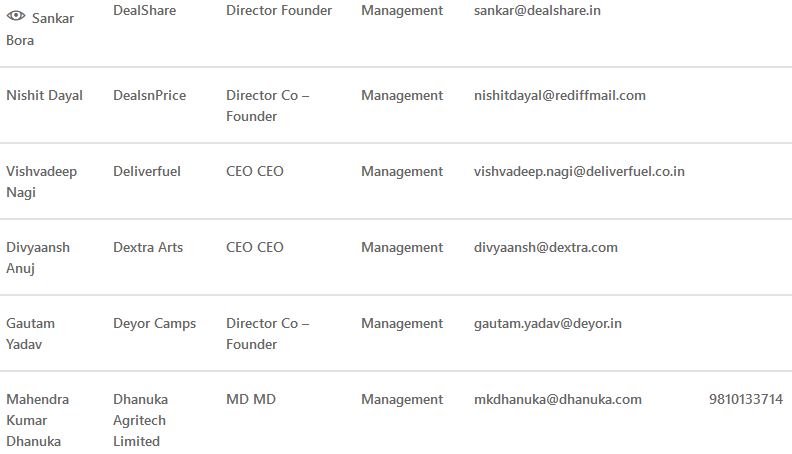 Sankar Bora DealShare Director Founder Management sankar@dealshare.in
Nishit Dayal DealsnPrice Director Co – Founder Management nishitdayal@rediffmail.com
Vishvadeep Nagi Deliverfuel CEO CEO Management vishvadeep.nagi@deliverfuel.co.in
Divyaansh Anuj Dextra Arts CEO CEO Management divyaansh@dextra.com
Gautam Yadav Deyor Camps Director Co – Founder Management gautam.yadav@deyor.in
Mahendra Kumar Dhanuka Dhanuka Agritech Limited MD MD Management mkdhanuka@dhanuka.com 9810133714